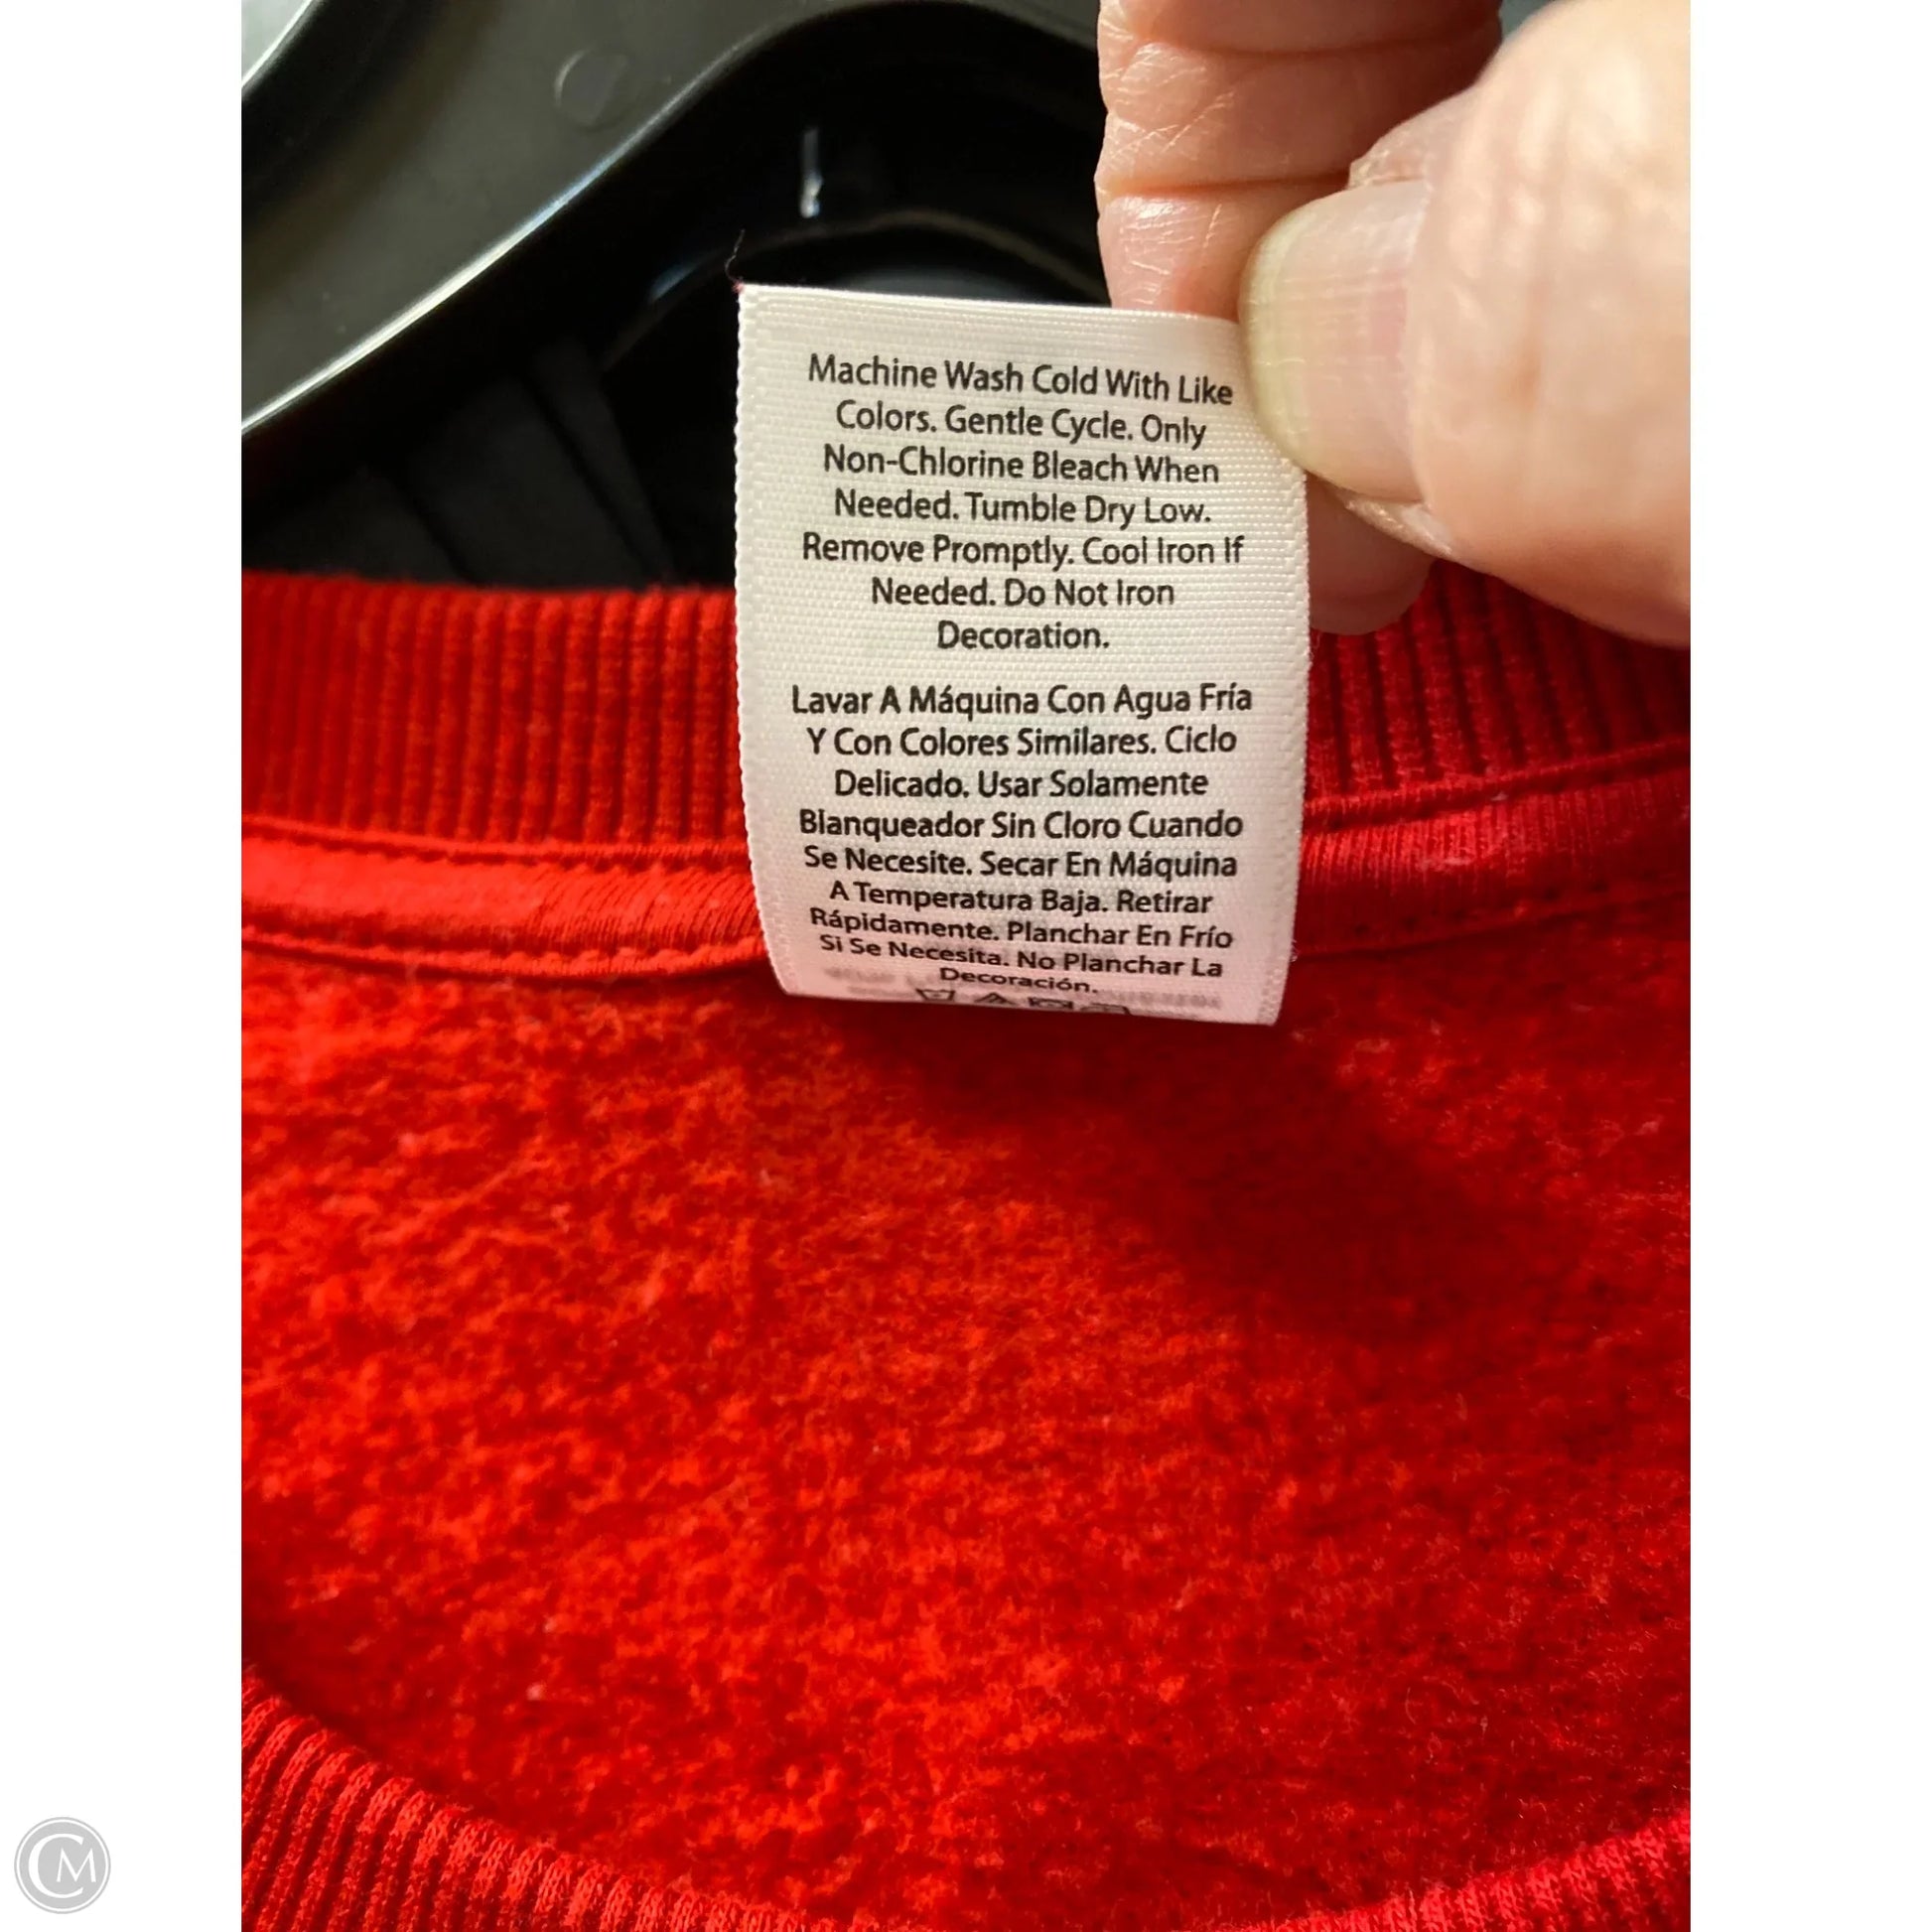 Machine Wash Cold With Like
Colors. Gentle Cycle. Only
Non-Chlorine Bleach When
Needed. Tumble Dry Low.
Remove Promptly. Cool Iron If
Needed. Do Not Iron
Decoration.
Lavar A Máquina Con Agua Fría
Y Con Colores Similares. Ciclo
Delicado. Usar Solamente
Blanqueador Sin Cloro Cuando
Se Necesite. Secar En Máquina
A Temperatura Baja. Retirar
Rápidamente. Planchar En Frío
Si Se Necesita. No Planchar La
Decoración.
CM